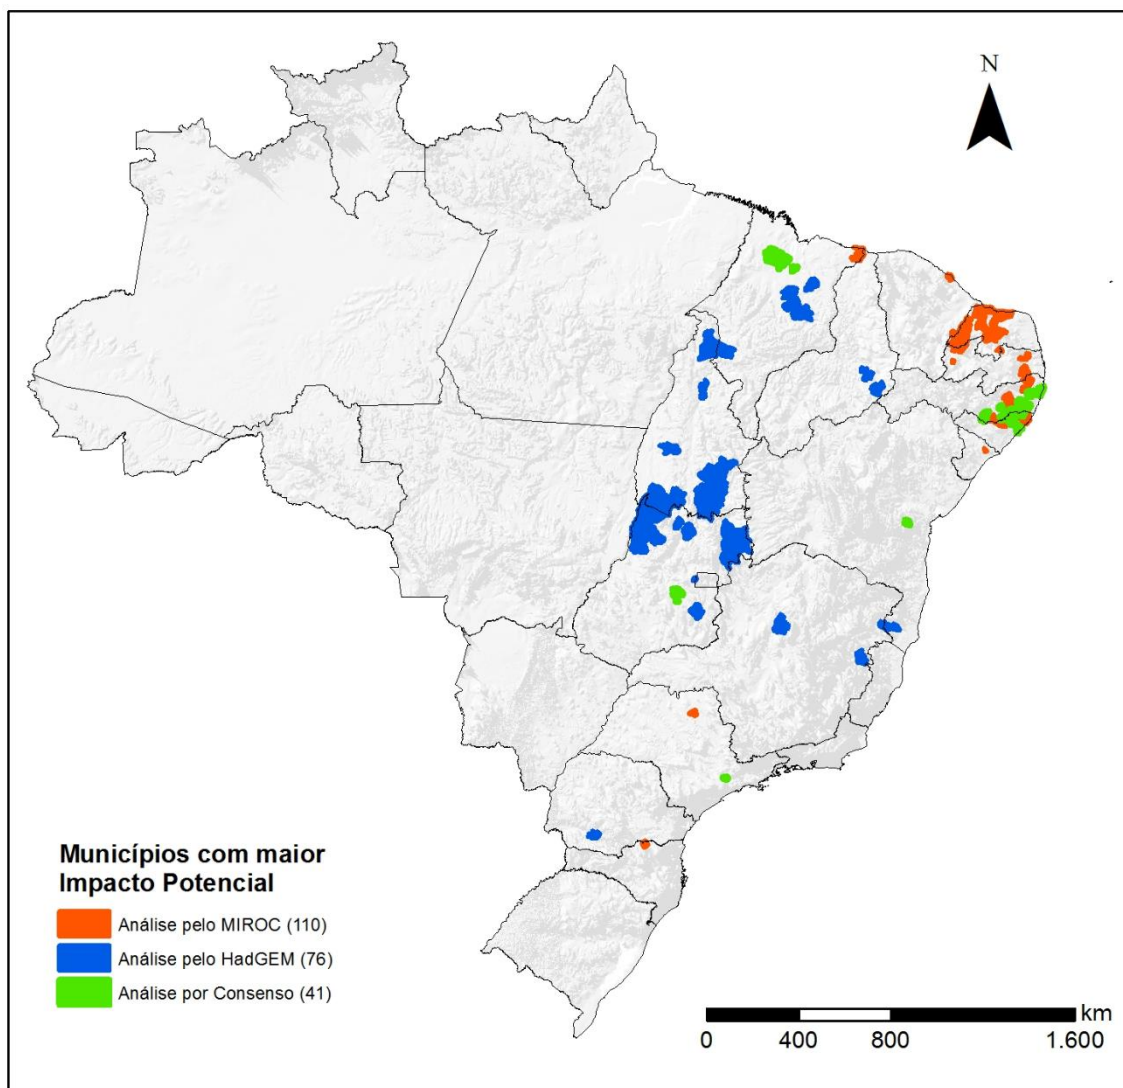 N
Municípios com maior
Impacto Potencial
Análise pelo MIROC (110)
Análise pelo HadGEM (76)
Análise por Consenso (41)
km
0 400 800 1.600